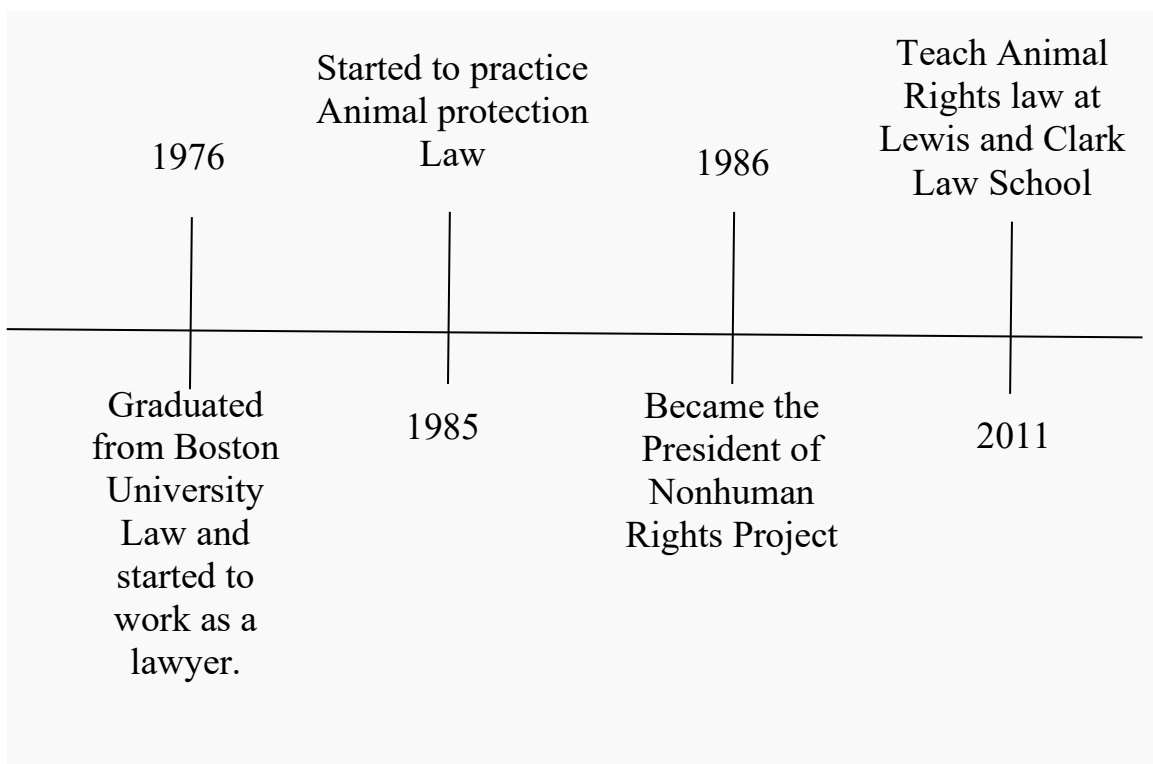 1976
Graduated
from Boston
University
Law and
started to
work as a
lawyer.
Started to practice
Animal protection
Law
1985
1986
Became the
President of
Nonhuman
Rights Project
Teach Animal
Rights law at
Lewis and Clark
Law School
2011